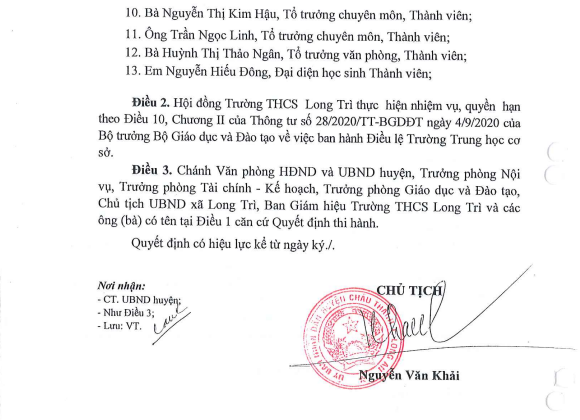 10. Bà Nguyễn Thị Kim Hậu, Tổ trưởng chuyên môn, Thành viên;
11. Ông Trần Ngọc Linh, Tổ trưởng chuyên môn, Thành viên;
12. Bà Huỳnh Thị Thảo Ngân, Tổ trưởng văn phòng, Thành viên;
13. Em Nguyễn Hiếu Đông, Đại diện học sinh Thành viên;
Điều 2. Hội đồng Trường THCS Long Trì thực hiện nhiệm vụ, quyền hạn
theo Điều 10, Chương II của Thông tư số 28/2020/TT-BGDĐT ngày 4/9/2020 của
Bộ trưởng Bộ Giáo dục và Đào tạo về việc ban hành Điều lệ Trường Trung học cơ
sở.
Điều 3. Chánh Văn phòng HĐND và UBND huyện, Trưởng phòng Nội
vụ, Trưởng phòng Tài chính - Kế hoạch, Trưởng phòng Giáo dục và Đào tạo,
Chủ tịch UBND xã Long Trì, Ban Giám hiệu Trường THCS Long Trì và các
ông (bà) có tên tại Điều 1 căn cứ Quyết định thi hành.
Quyết định có hiệu lực kể từ ngày ký./.
Nơi nhận:
- CT. UBND huyện;
- Như Điều 3;
- Lưu: VT.
CHỦ TỊCH
ỦY BAN NHÂN DÂN HUYỆN CHÂU THÀNH
Nguyễn Văn Khải